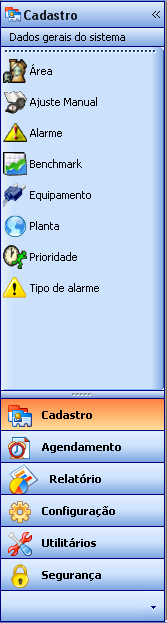 Cadastro
Dados gerais do sistema
Área
Ajuste Manual
Alarme
Benchmark
Equipamento
Planta
Prioridade
Tipo de alarme
Cadastro
Agendamento
Relatório
Configuração
Utilitários
Segurança